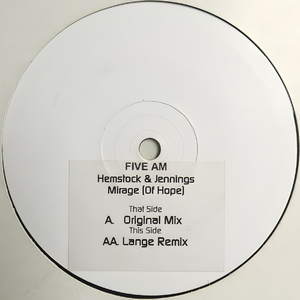 FIVE AM
Hemstock & Jennings
Mirage (Of Hope)
That Side
A. Original Mix
This Side
AA. Lange Remix